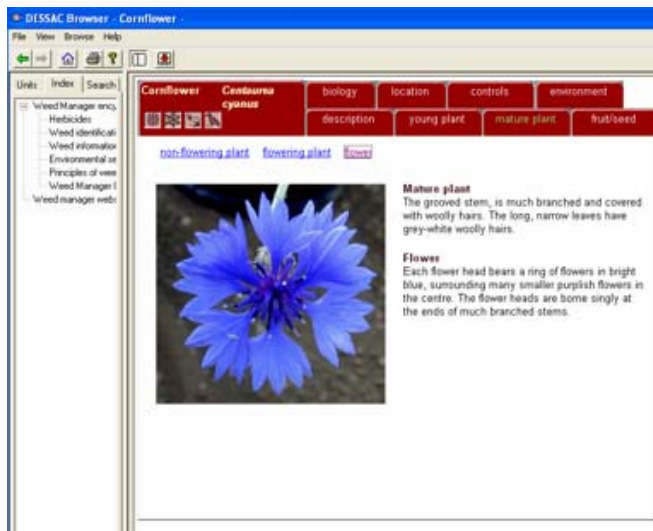 DESSAC Browser - Cornflower -
File View Browse Help
Units Index Search
Weed Manager ency
Herbicides
Weed identificati
Weed information
Environmental se
Principles of wee
Weed Manager
Weed manager webs
Cornflower Centaurea cyanus
biology location controls environment
description young plant mature plant fruit/seed
non-flowering plant flowering plant flower
Mature plant
The grooved stem, is much branched and covered
with woolly hairs. The long, narrow leaves have
grey-white woolly hairs.
Flower
Each flower head bears a ring of flowers in bright
blue, surrounding many smaller purplish flowers in
the centre. The flower heads are borne singly at
the ends of much branched stems.